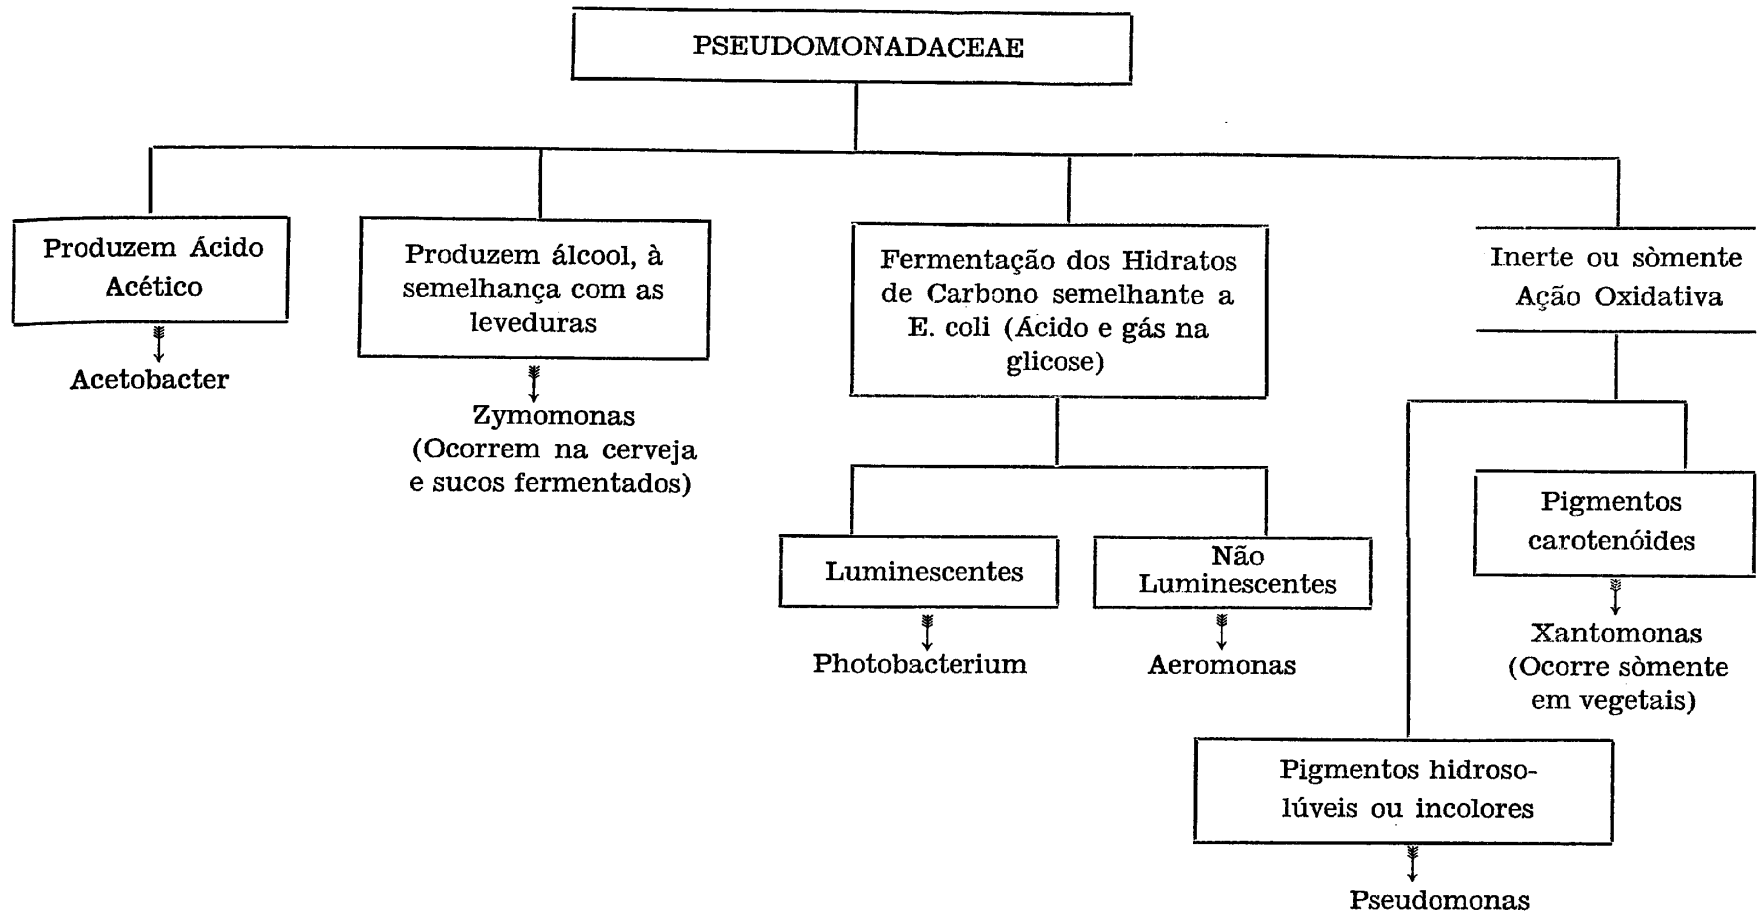 PSEUDOMONADACEAE
Produzem Ácido
Acético
Acetobacter
Produzem álcool, à
semelhança com as
leveduras
Zymomonas
(Ocorrem na cerveja
e sucos fermentados)
Fermentação dos Hidratos
de Carbono semelhante a
E. coli (Ácido e gás na
glicose)
Luminescentes
Photobacterium
Não
Luminescentes
Aeromonas
Inerte ou sòmente
Ação Oxidativa
Pigmentos
carotenóides
Xantomonas
(Ocorre sòmente
em vegetais)
Pigmentos hidroso-
lúveis ou incolores
Pseudomonas